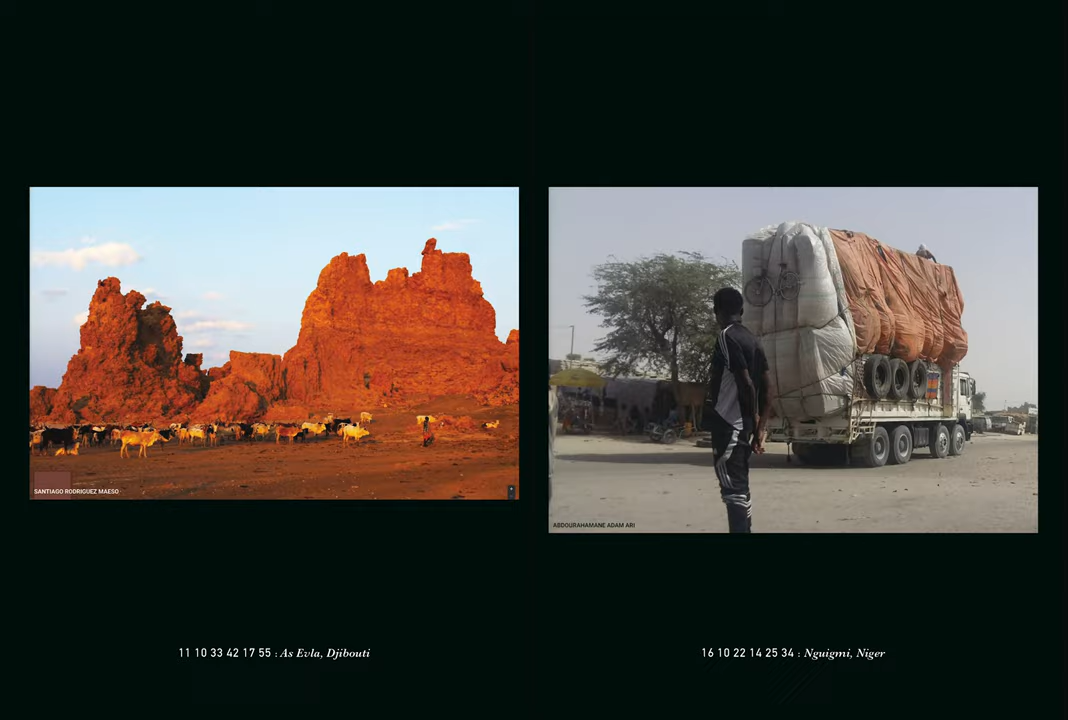 SANTIAGO RODRIGUEZ MAESO
ABDOURAHAMANE ADAM ARI
11 10 33 42 17 55 : As Evla, Djibouti
16 10 22 14 25 34 : Nguigmi, Niger